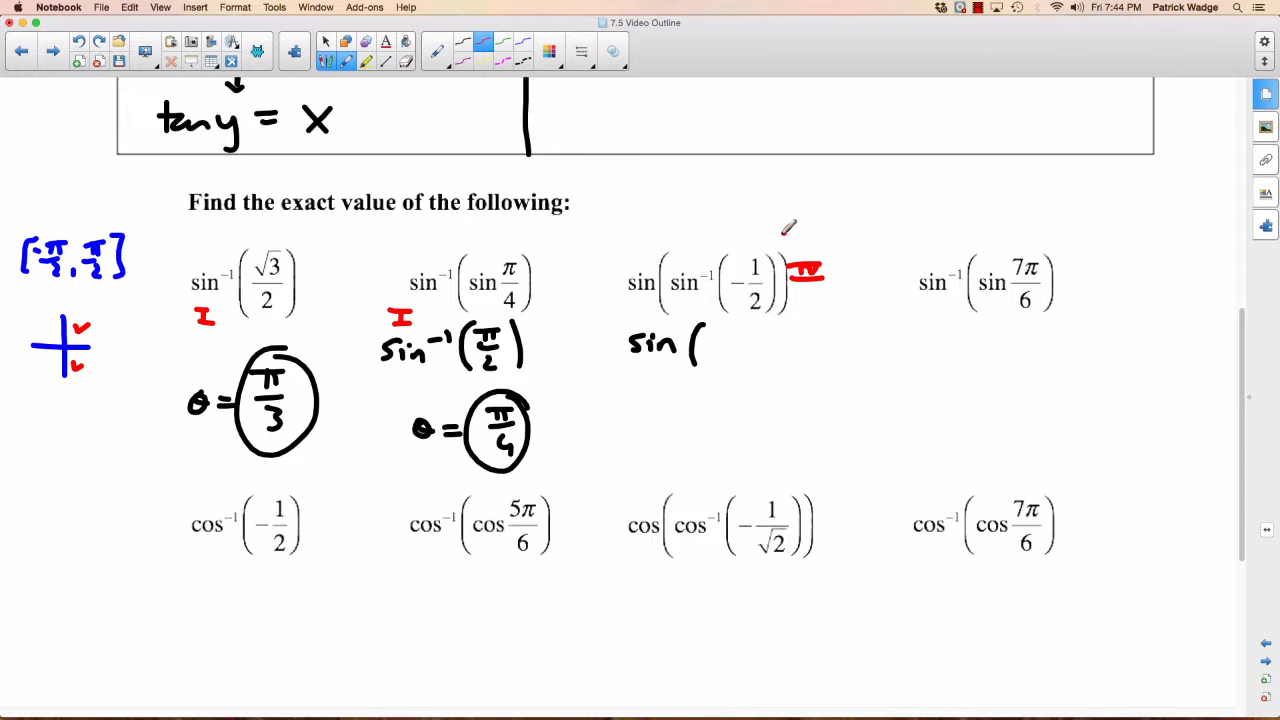 Notebook File Edit View Insert Format Tools Window Add-ons Help Fri 7:44 PM Patrick Wadge
7.5 Video Outline
tan y = x
Find the exact value of the following:
[-π/2, π/2]
sin⁻¹(√3/2) sin⁻¹(sin π/4) sin(sin⁻¹(-1/2)) IV sin⁻¹(sin 7π/6)
I I
sin⁻¹(π/2) sin (
θ = π/3 θ = π/4
cos⁻¹(-1/2) cos⁻¹(cos 5π/6) cos(cos⁻¹(-1/√2)) cos⁻¹(cos 7π/6)